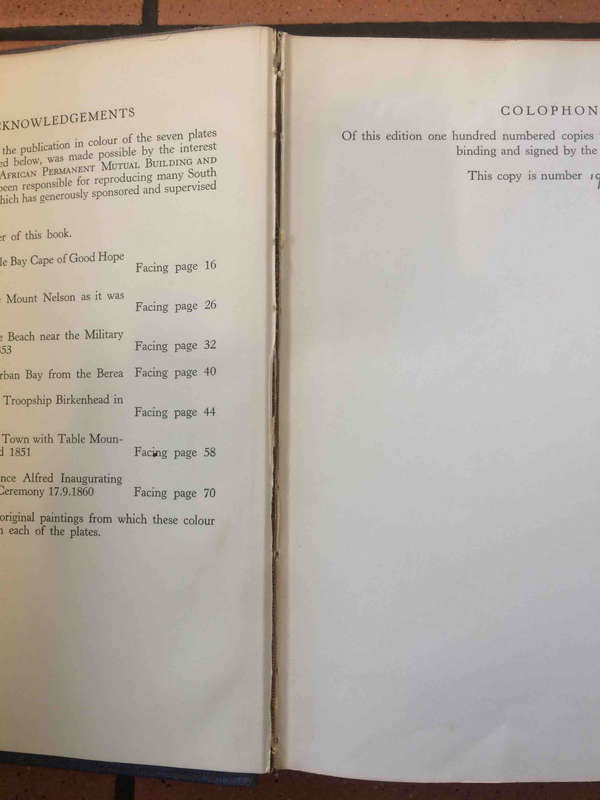 CKNOWLEDGEMENTS
the publication in colour of the seven plates
ed below, was made possible by the interest
AFRICAN PERMANENT MUTUAL BUILDING AND
been responsible for reproducing many South
hich has generously sponsored and supervised
er of this book.
le Bay Cape of Good Hope
Facing page 16
Mount Nelson as it was
Facing page 26
e Beach near the Military
853
Facing page 32
rban Bay from the Berea Facing page 40
Troopship Birkenhead in
Facing page 44
Town with Table Moun-
d 1851 Facing page 58
nce Alfred Inaugurating
Ceremony 17.9.1860 Facing page 70
original paintings from which these colour
n each of the plates.
COLOPHON
Of this edition one hundred numbered copies
binding and signed by the
This copy is number